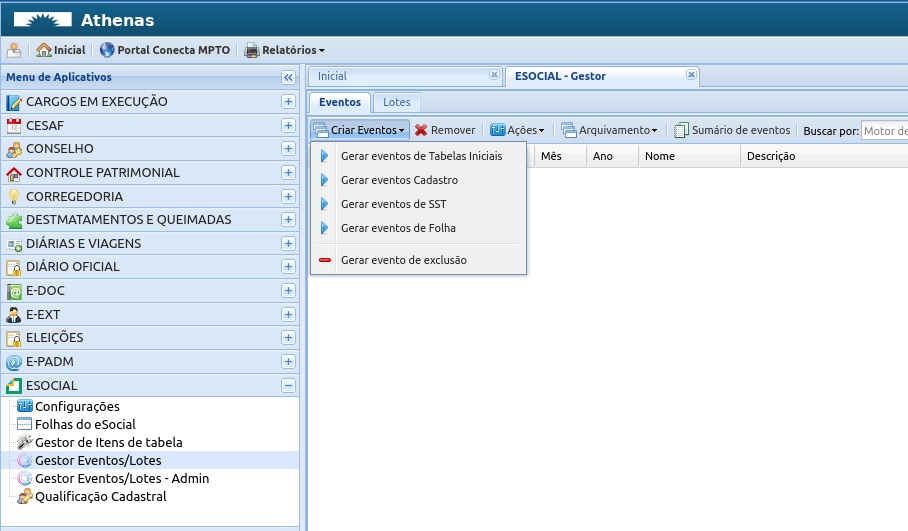 Athenas
Inicial
Portal Conecta MPTO
Relatórios
Menu de Aplicativos
CARGOS EM EXECUÇÃO
CESAF
CONSELHO
CONTROLE PATRIMONIAL
CORREGEDORIA
DESTMATAMENTOS E QUEIMADAS
DIÁRIAS E VIAGENS
DIÁRIO OFICIAL
E-DOC
E-EXT
ELEIÇÕES
E-PADM
ESOCIAL
Configurações
Folhas do eSocial
Gestor de Itens de tabela
Gestor Eventos/Lotes
Gestor Eventos/Lotes - Admin
Qualificação Cadastral
Inicial
ESOCIAL - Gestor
Eventos
Lotes
Criar Eventos
Remover
Ações
Arquivamento
Sumário de eventos
Buscar por:
Motor de
Mês
Ano
Nome
Descrição
Gerar eventos de Tabelas Iniciais
Gerar eventos Cadastro
Gerar eventos de SST
Gerar eventos de Folha
Gerar evento de exclusão